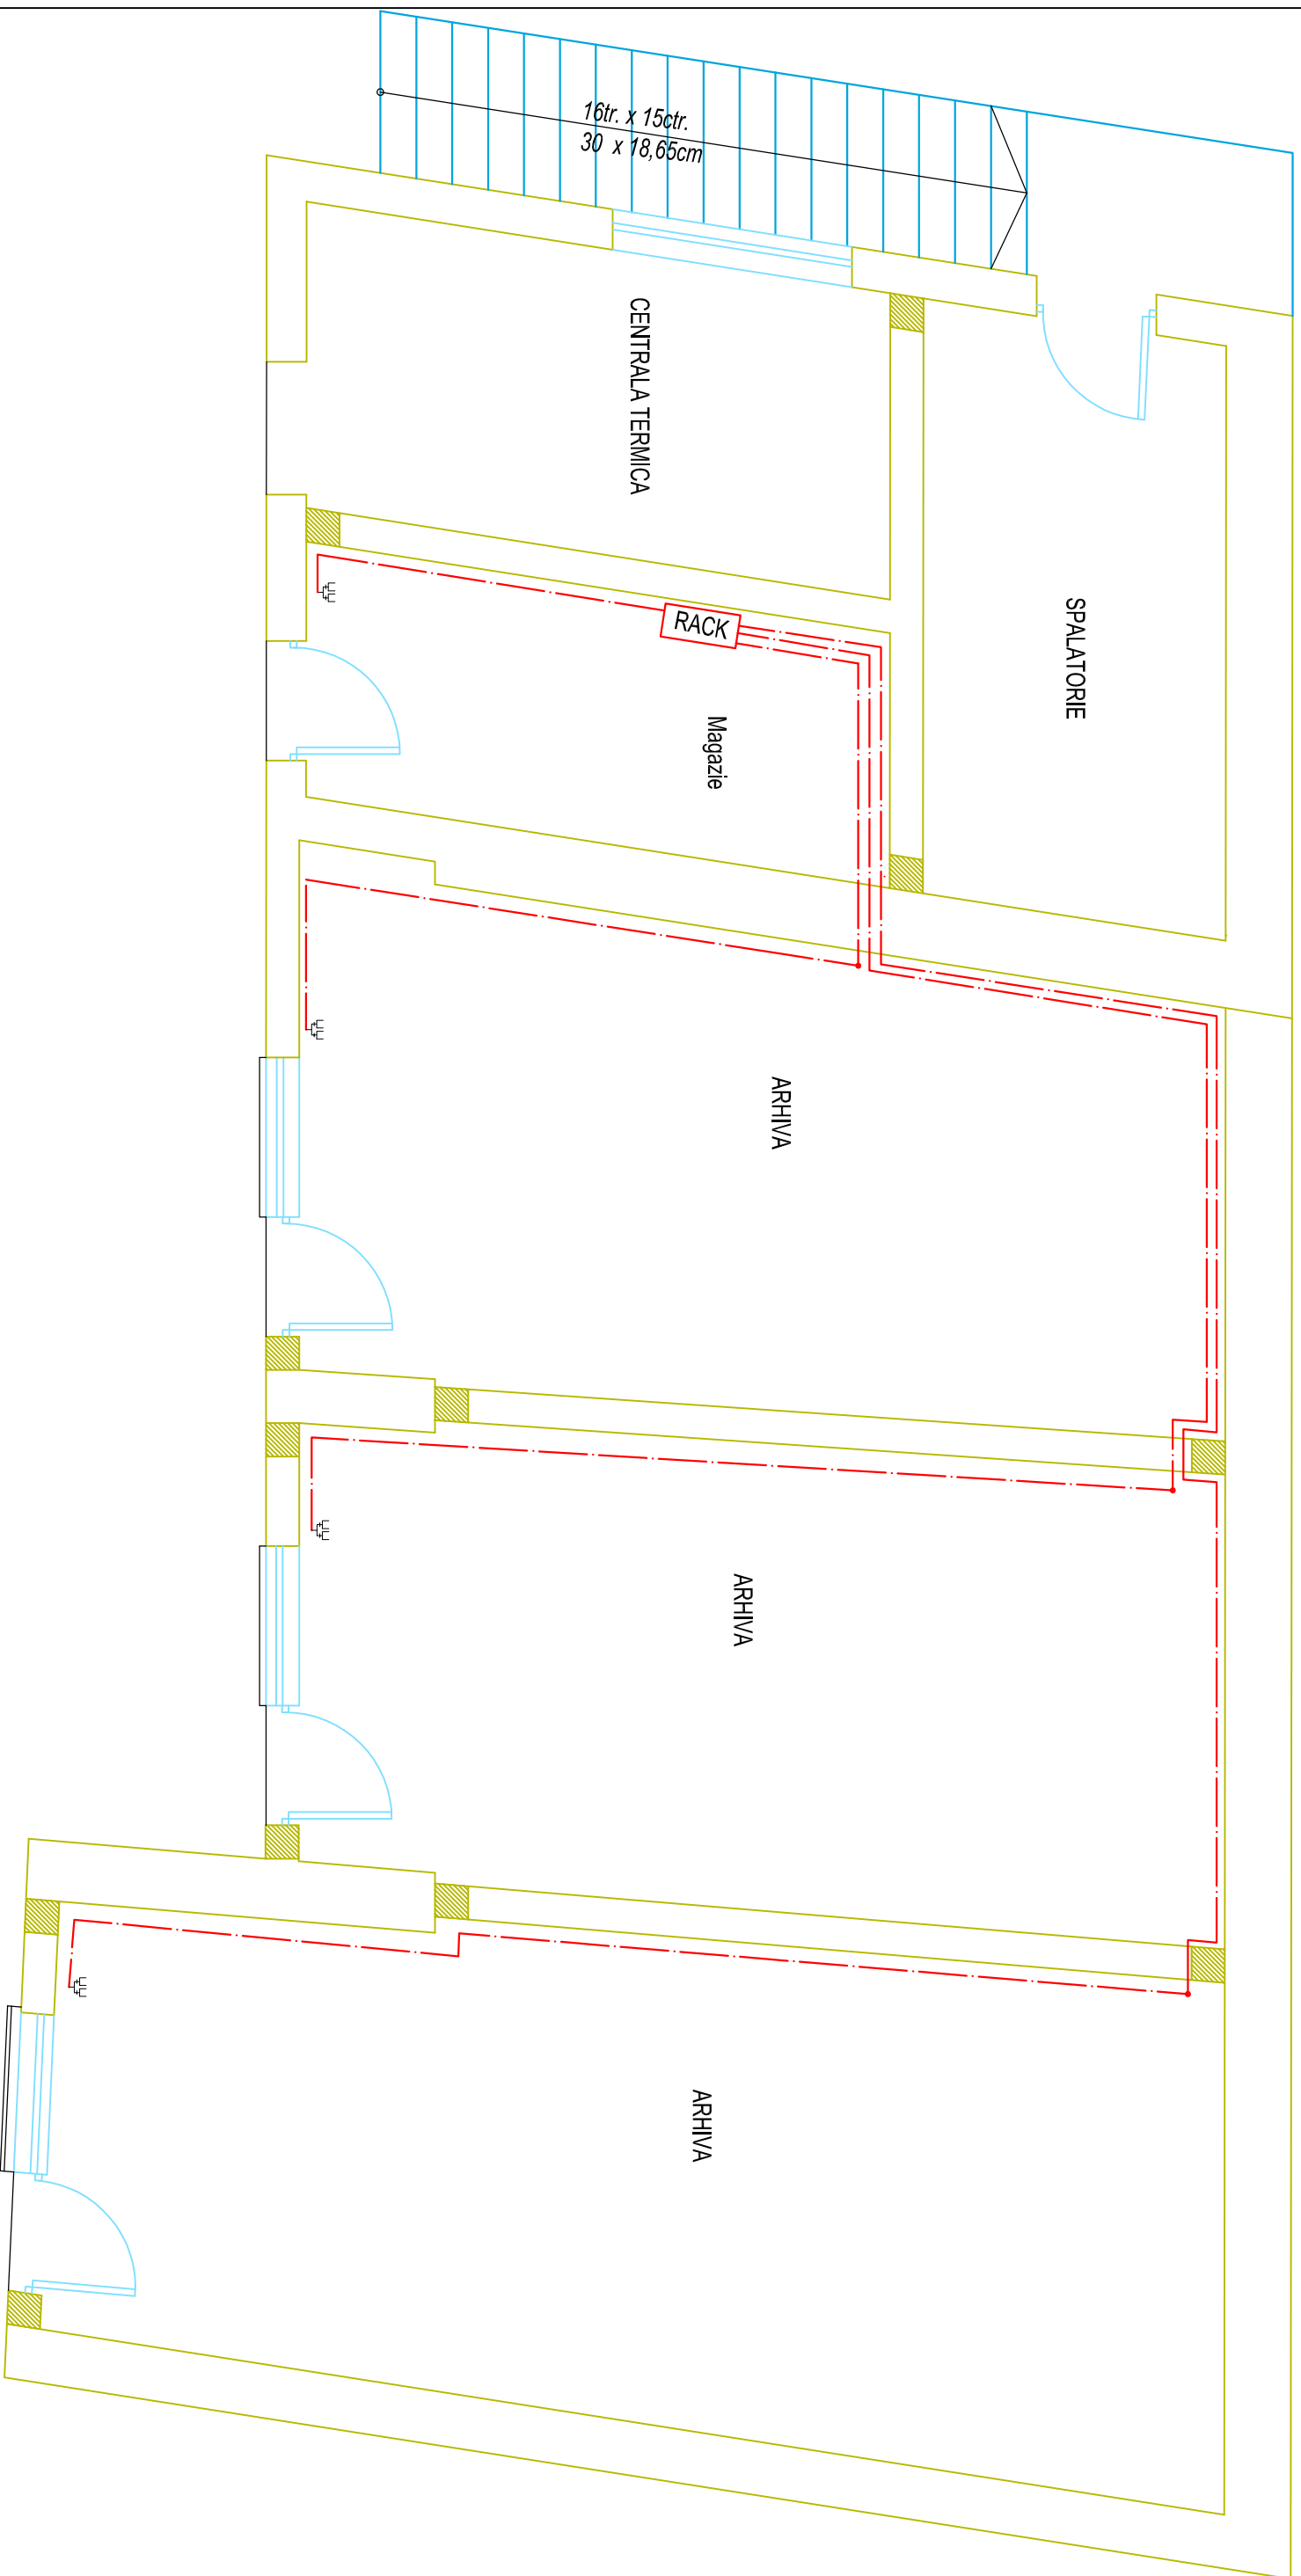 16tr. x 15ctr.
30 x 18,65cm
CENTRALA TERMICA
SPALATORIE
RACK
Magazie
ARHIVA
ARHIVA
ARHIVA